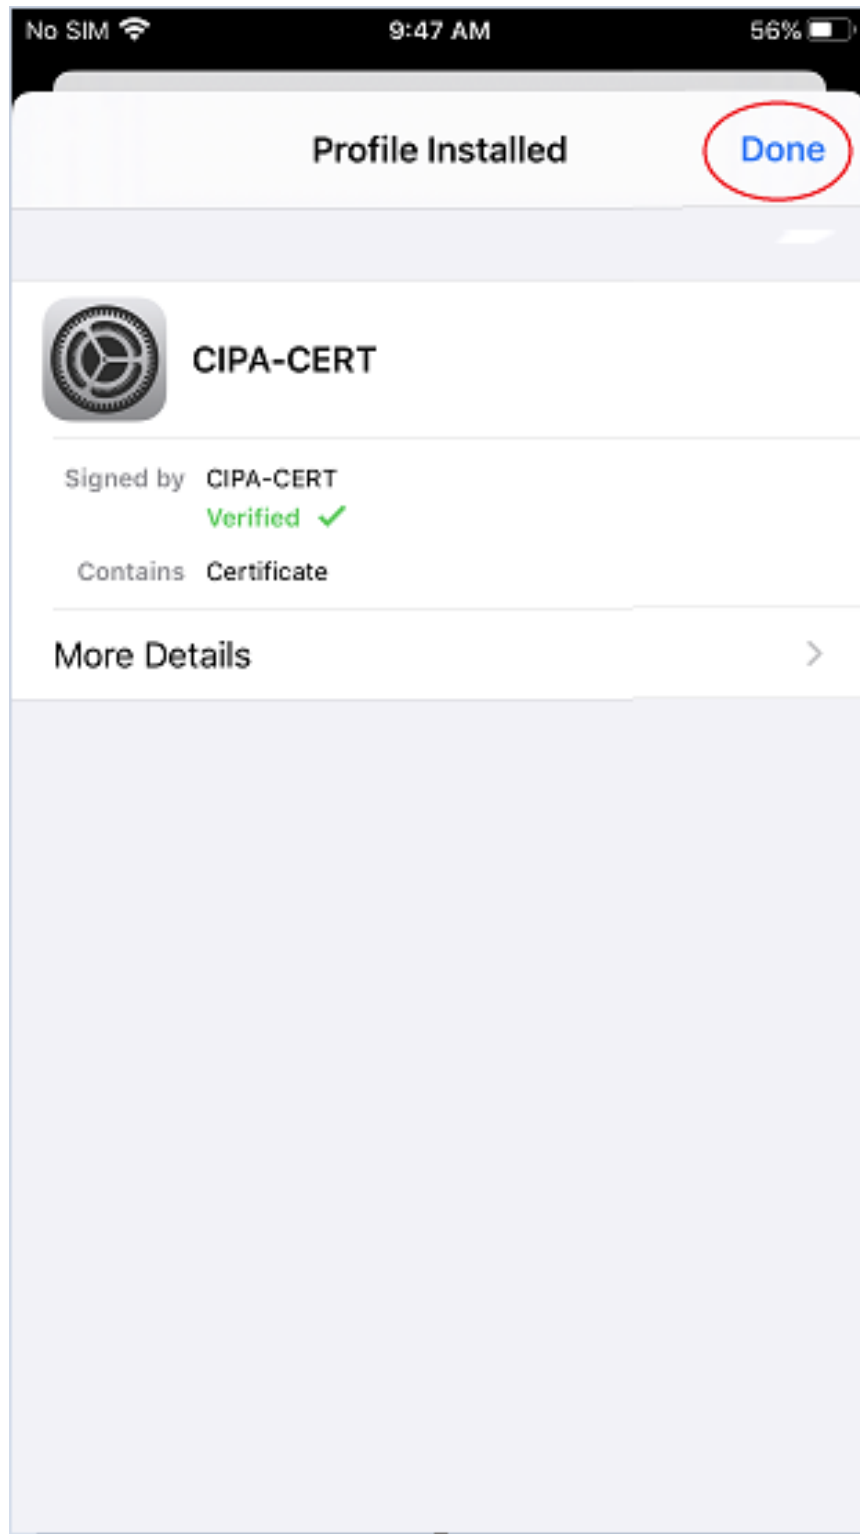 No SIM 9:47 AM 56%
Profile Installed Done
CIPA-CERT
Signed by CIPA-CERT
Verified ✓
Contains Certificate
More Details